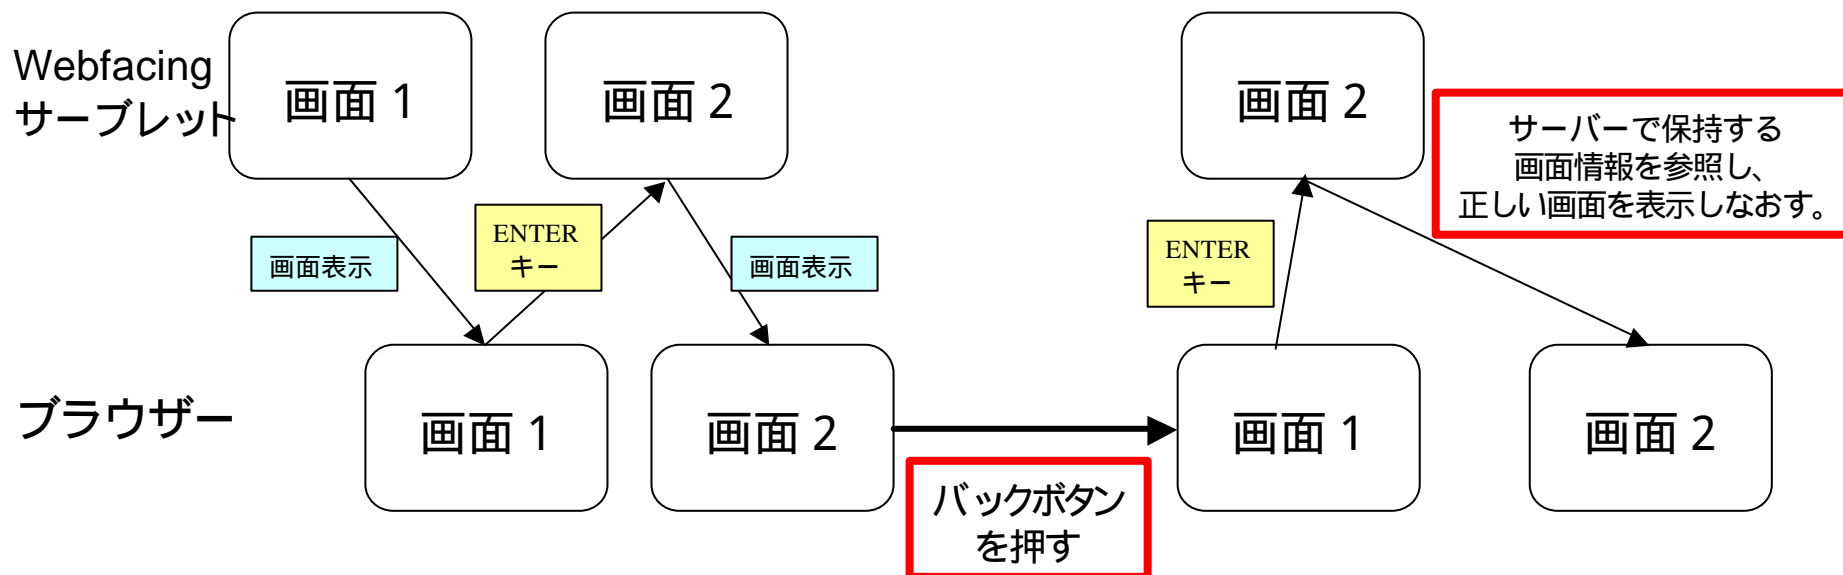 Webfacing
サーブレット
画面 1
画面 2
画面 2
サーバーで保持する
画面情報を参照し、
正しい画面を表示しなおす。
画面表示
ENTER
キー
画面表示
ENTER
キー
ブラウザー
画面 1
画面 2
画面 1
画面 2
バックボタン
を押す